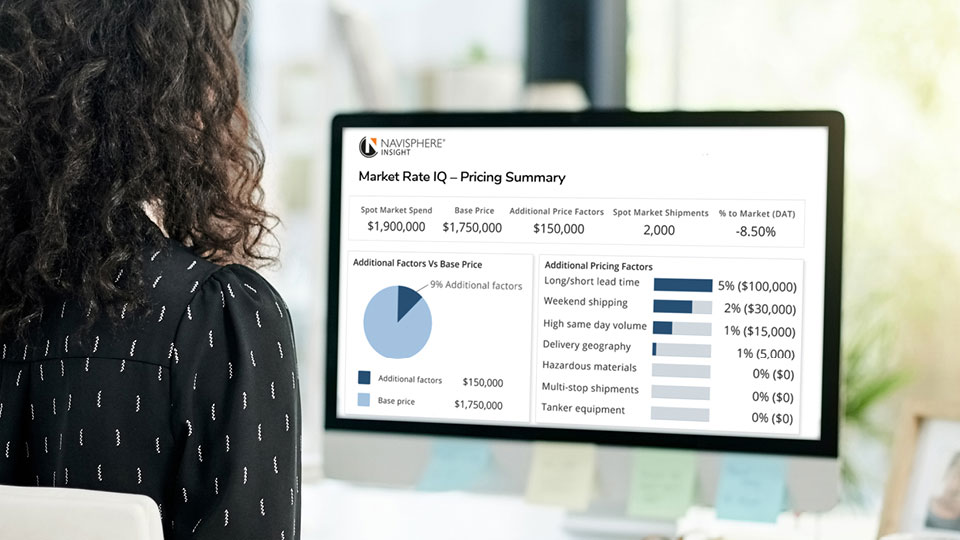 NAVISPHERE®
INSIGHT
Market Rate IQ – Pricing Summary
Spot Market Spend Base Price Additional Price Factors Spot Market Shipments % to Market (DAT)
$1,900,000 $1,750,000 $150,000 2,000 -8.50%
Additional Factors Vs Base Price
9% Additional factors
Additional factors $150,000
Base price $1,750,000
Additional Pricing Factors
Long/short lead time 5% ($100,000)
Weekend shipping 2% ($30,000)
High same day volume 1% ($15,000)
Delivery geography 1% (5,000)
Hazardous materials 0% ($0)
Multi-stop shipments 0% ($0)
Tanker equipment 0% ($0)